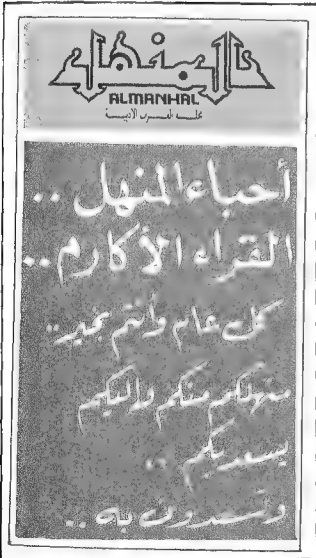 المنهل
ALMANHAL
مجلة العرب الأدبية
أحباء المنهل ..
القراء الأكارم ..
كل عام وأنتم بخير ..
منهلكم منكم وإليكم
يسعد بكم ..
وتسعدون به ..